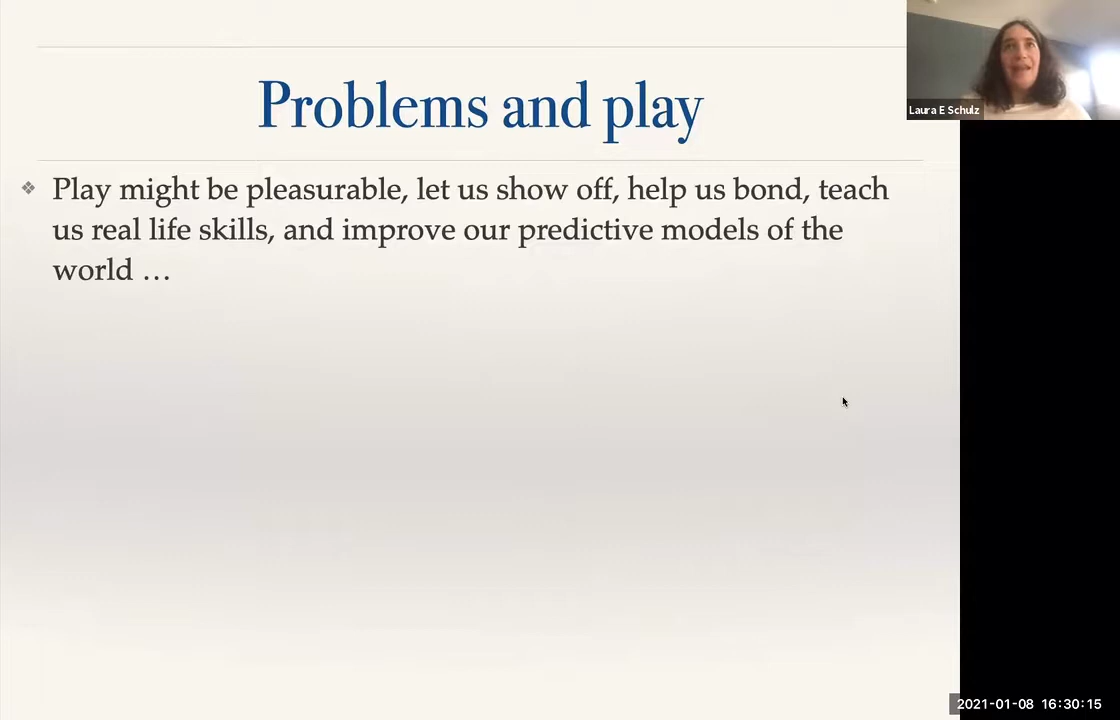 Problems and play
Laura E Schulz
Play might be pleasurable, let us show off, help us bond, teach
us real life skills, and improve our predictive models of the
world …
2021-01-08 16:30:15